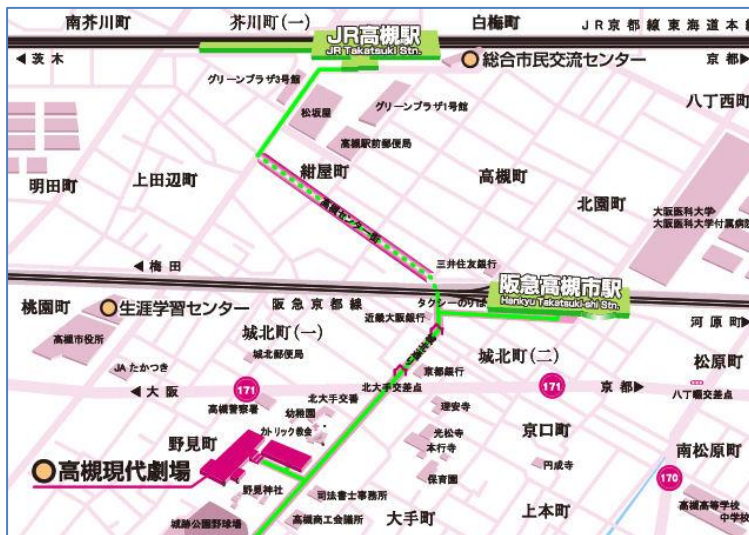 南芥川町
芥川町(一)
白梅町
JR京都線東海道本
JR高槻駅
JR Takatsuki Stn.
◀茨木
総合市民交流センター
京都▶
グリーンプラザ3号館
グリーンプラザ1号館
松坂屋
八丁西町
高槻駅前郵便局
紺屋町
明田町
上田辺町
高槻町
高槻センター街
北園町
大阪医科大学・
大阪医科大学付属病院
◀梅田
三井住友銀行
阪急高槻市駅
Hankyu Takatsuki-shi Stn.
桃園町
生涯学習センター
阪急京都線
タクシーのりば
近畿大阪銀行
河原町▶
高槻市役所
城北町(一)
城北郵便局
城北町(二)
松原町
JAたかつき
京都銀行
◀大阪
171
北大手交差点
171
京都▶
八丁畷交差点
高槻警察署
北大手交番
幼稚園
理安寺
野見町
カトリック教会
光松寺
本行寺
京口町
南松原町
高槻現代劇場
保育園
円成寺
170
野見神社
司法書士事務所
高槻高等学校
中学校
城跡公園野球場
高槻商工会議所
大手町
上本町